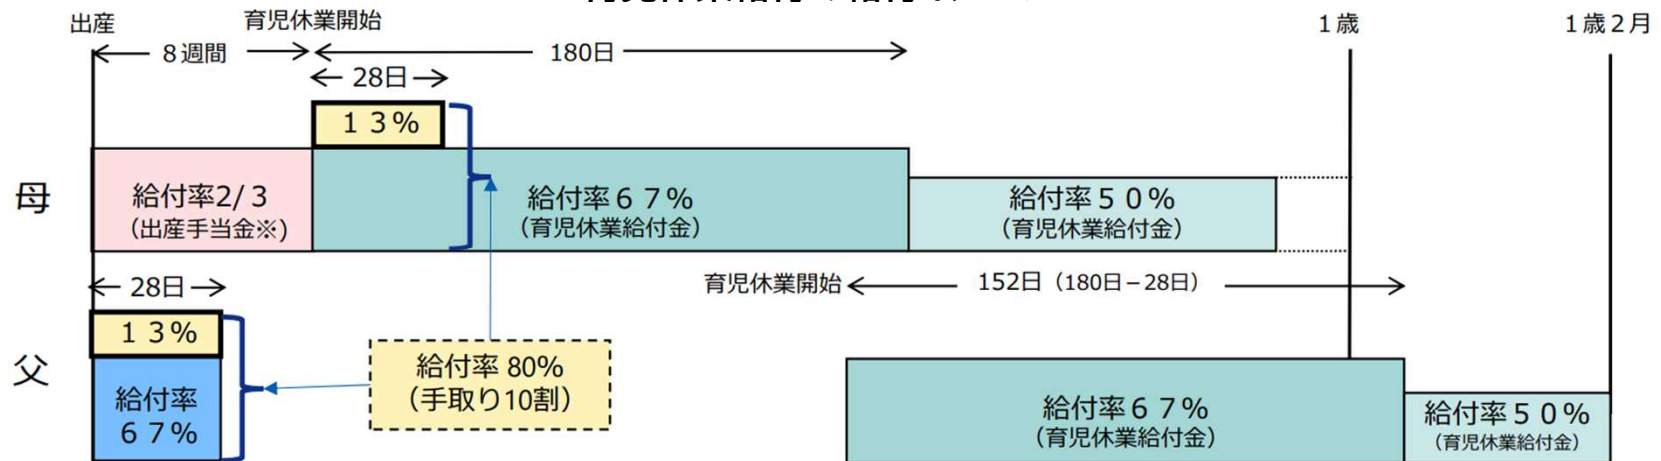 出産
育児休業開始
1歳
1歳2月
8週間
180日
28日
13%
母
給付率2/3
(出産手当金※)
給付率67%
(育児休業給付金)
給付率50%
(育児休業給付金)
28日
育児休業開始
152日(180日-28日)
13%
父
給付率
67%
給付率 80%
(手取り10割)
給付率67%
(育児休業給付金)
給付率50%
(育児休業給付金)